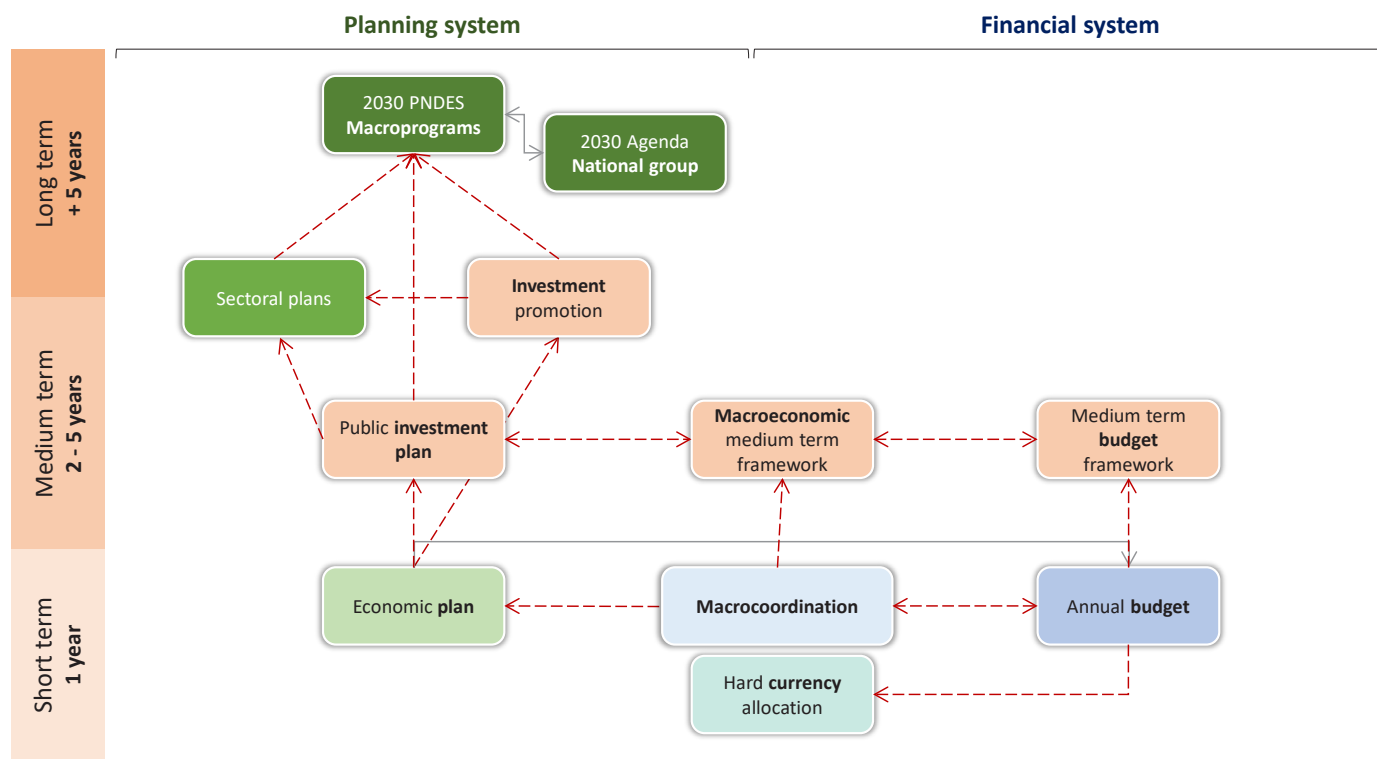 Planning system
Financial system
Long term
+ 5 years
2030 PNDES
Macroprograms
2030 Agenda
National group
Sectoral plans
Investment
promotion
Medium term
2 - 5 years
Public investment
plan
Macroeconomic
medium term
framework
Medium term
budget
framework
Short term
1 year
Economic plan
Macrocoordination
Annual budget
Hard currency
allocation